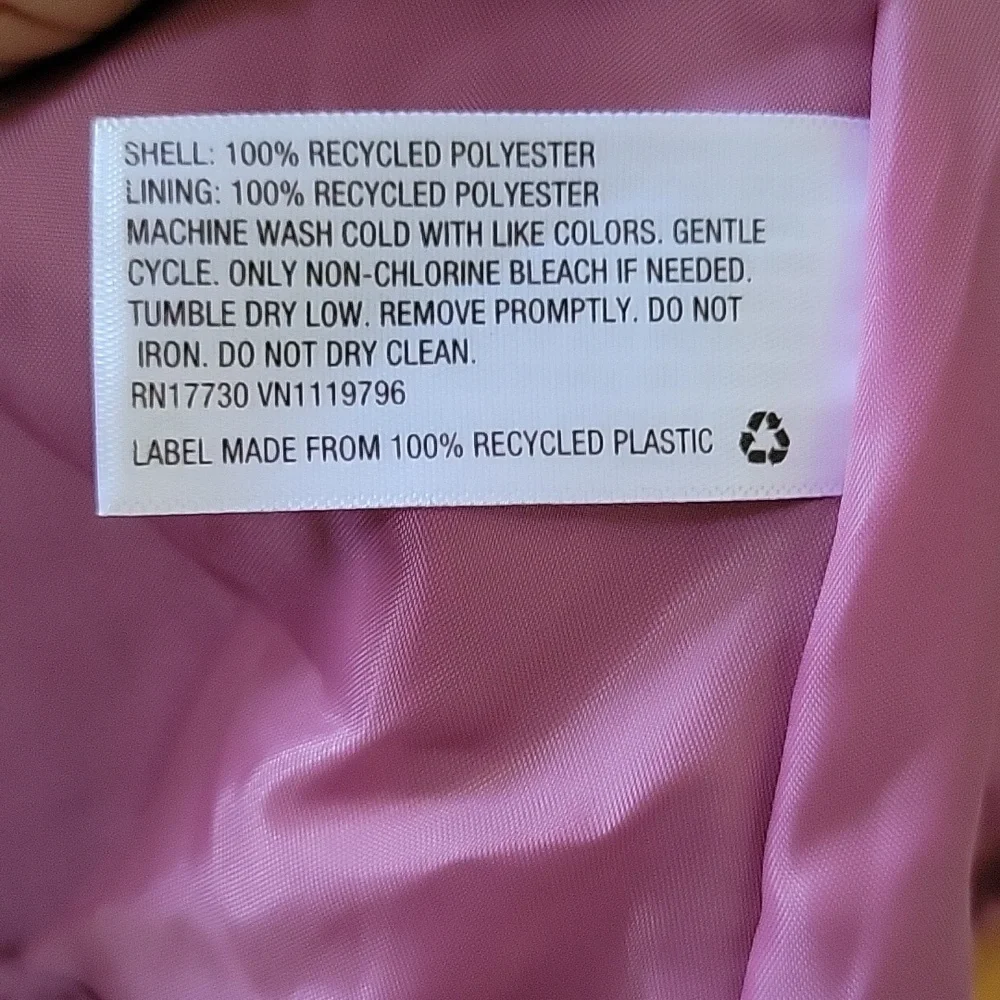 SHELL: 100% RECYCLED POLYESTER
LINING: 100% RECYCLED POLYESTER
MACHINE WASH COLD WITH LIKE COLORS. GENTLE
CYCLE. ONLY NON-CHLORINE BLEACH IF NEEDED.
TUMBLE DRY LOW. REMOVE PROMPTLY. DO NOT
IRON. DO NOT DRY CLEAN.
RN17730 VN1119796
LABEL MADE FROM 100% RECYCLED PLASTIC